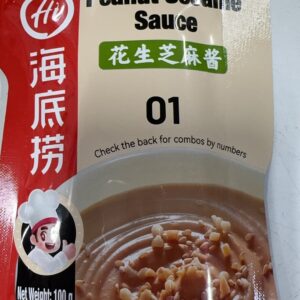 Hi
海底捞
Peanut Sesame
Sauce
花生芝麻酱
01
Check the back for combos by numbers
Net Weight: 100 g